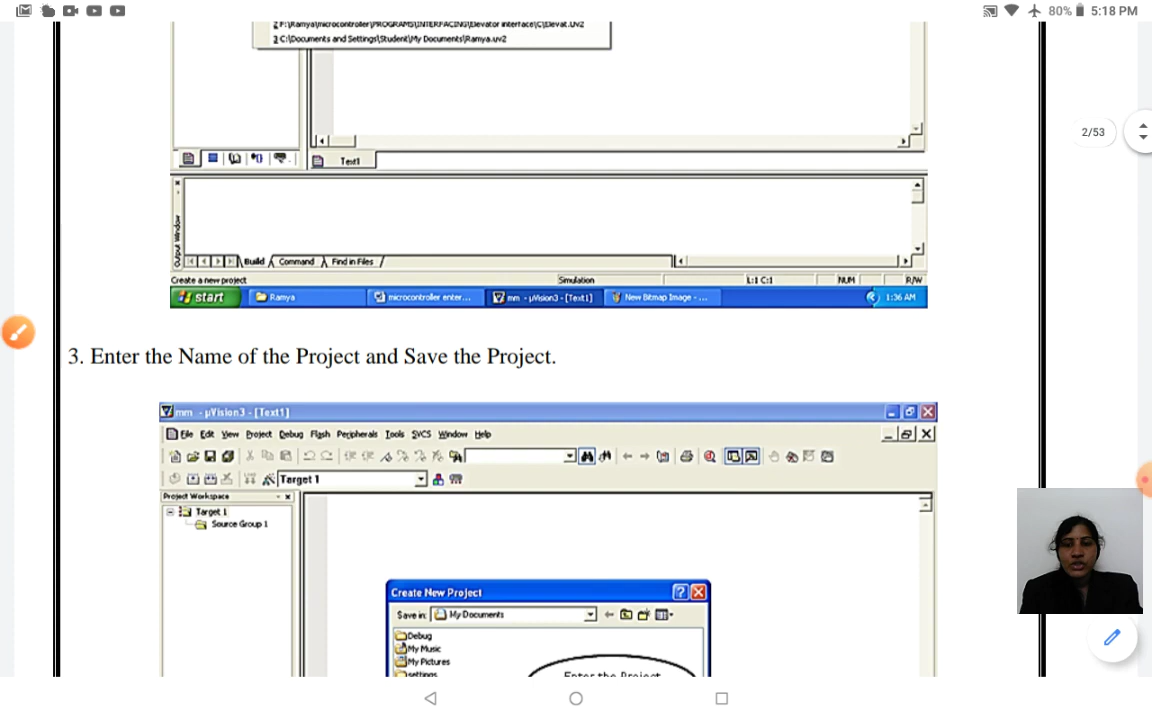 80% 5:18 PM
2 F:\Ramya\microcontroller\PROGRAMS\INTERFACING\Elevator interface\C\Elevat.Uv2
3 C:\Documents and Settings\Student\My Documents\Ramya.uv2
2/53
Text1
Output Window
Build Command Find in Files
Create a new project Simulation L:1 C:1 NUM R/W
start Ramya microcontroller enter... mm - µVision3 - [Text1] New Bitmap Image - ... 1:36 AM
3. Enter the Name of the Project and Save the Project.
mm - µVision3 - [Text1]
File Edit View Project Debug Flash Peripherals Tools SVCS Window Help
Target 1
Project Workspace
Target 1
Source Group 1
Create New Project
Save in: My Documents
Debug
My Music
My Pictures
settings
Enter the Project